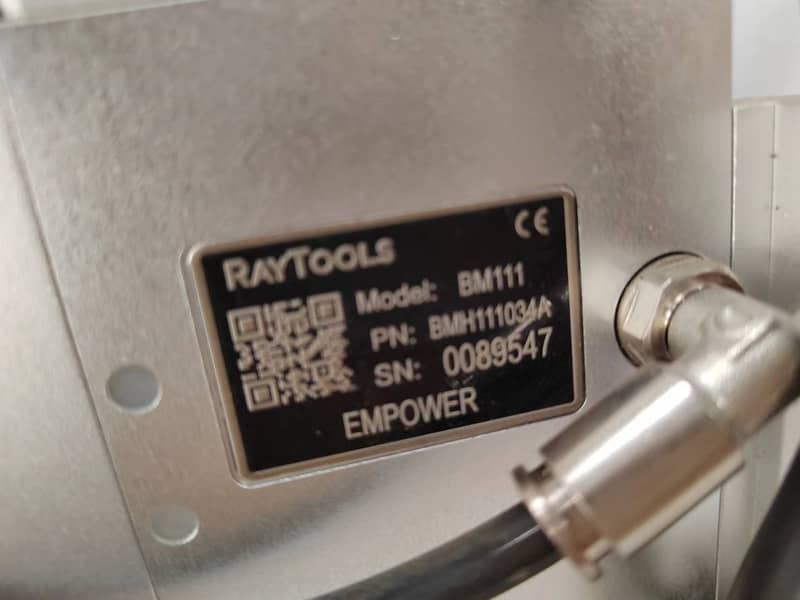 CE
RAYTOOLS
Model: BM111
PN: BMH111034A
SN: 0089547
EMPOWER